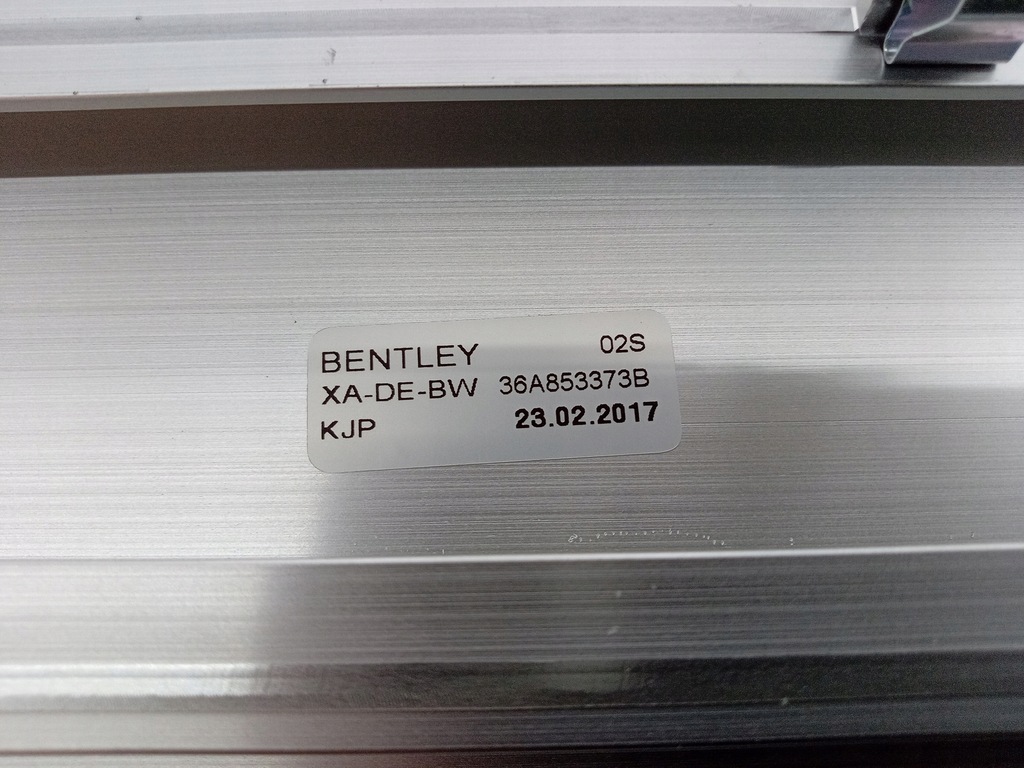 BENTLEY 02S
XA-DE-BW 36A853373B
KJP 23.02.2017